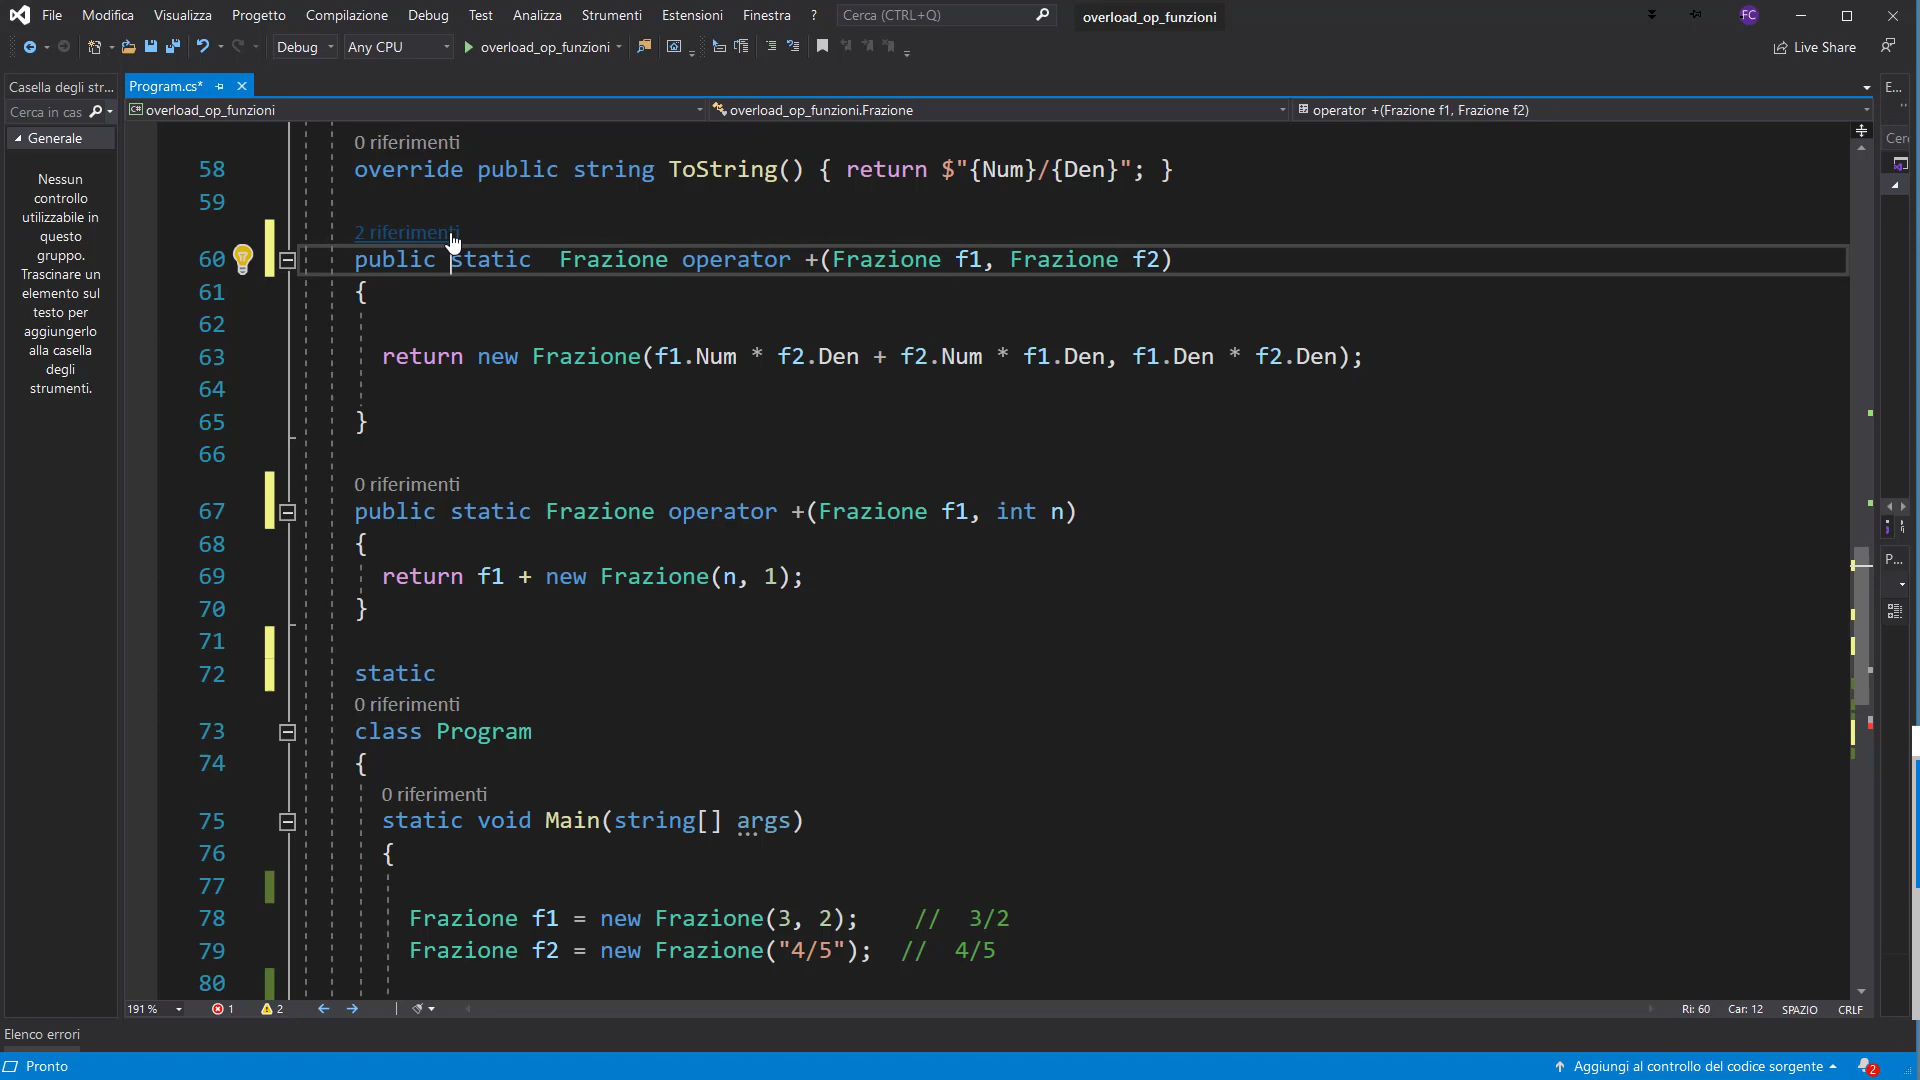 File Modifica Visualizza Progetto Compilazione Debug Test Analizza Strumenti Estensioni Finestra ? Cerca (CTRL+Q) overload_op_funzioni FC
Debug Any CPU overload_op_funzioni Live Share
Casella degli str... Program.cs* E...
Cerca in cas overload_op_funzioni overload_op_funzioni.Frazione operator +(Frazione f1, Frazione f2)
Generale Cerc
Nessun
controllo
utilizzabile in
questo
gruppo.
Trascinare un
elemento sul
testo per
aggiungerlo
alla casella
degli
strumenti.
0 riferimenti
58 override public string ToString() { return $"{Num}/{Den}"; }
59
2 riferimenti
60 public static  Frazione operator +(Frazione f1, Frazione f2)
61 {
62
63 return new Frazione(f1.Num * f2.Den + f2.Num * f1.Den, f1.Den * f2.Den);
64
65 }
66
0 riferimenti
67 public static Frazione operator +(Frazione f1, int n)
68 {
69 return f1 + new Frazione(n, 1);
70 }
71
72 static
0 riferimenti
73 class Program
74 {
0 riferimenti
75 static void Main(string[] args)
76 {
77
78 Frazione f1 = new Frazione(3, 2);    //  3/2
79 Frazione f2 = new Frazione("4/5");  //  4/5
80
P...
191 % 1 2 Ri: 60 Car: 12 SPAZIO CRLF
Elenco errori
Pronto Aggiungi al controllo del codice sorgente 2